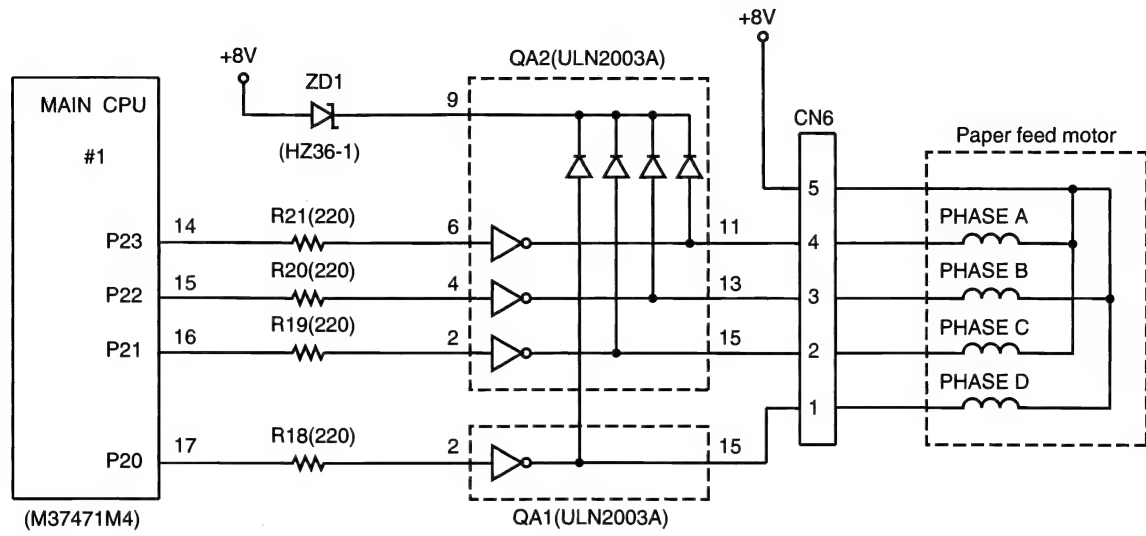 +8V
+8V
ZD1
QA2(ULN2003A)
MAIN CPU
9
CN6
#1
(HZ36-1)
Paper feed motor
5
R21(220)
PHASE A
P23
14
6
11
4
R20(220)
PHASE B
P22
15
4
13
3
R19(220)
PHASE C
P21
16
2
15
2
PHASE D
1
R18(220)
P20
17
2
15
(M37471M4)
QA1(ULN2003A)